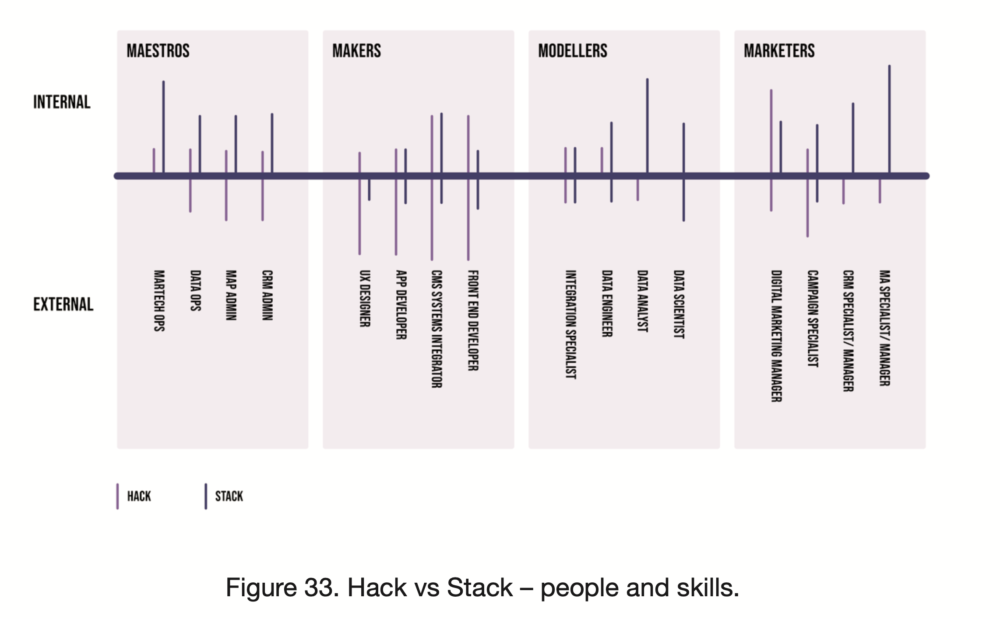 MAESTROS
MAKERS
MODELLERS
MARKETERS
INTERNAL
EXTERNAL
MARTECH OPS
DATA OPS
MAP ADMIN
CRM ADMIN
UX DESIGNER
APP DEVELOPER
CMS SYSTEMS INTEGRATOR
FRONT END DEVELOPER
INTEGRATION SPECIALIST
DATA ENGINEER
DATA ANALYST
DATA SCIENTIST
DIGITAL MARKETING MANAGER
CAMPAIGN SPECIALIST
CRM SPECIALIST/ MANAGER
MA SPECIALIST/ MANAGER
HACK
STACK
Figure 33. Hack vs Stack – people and skills.